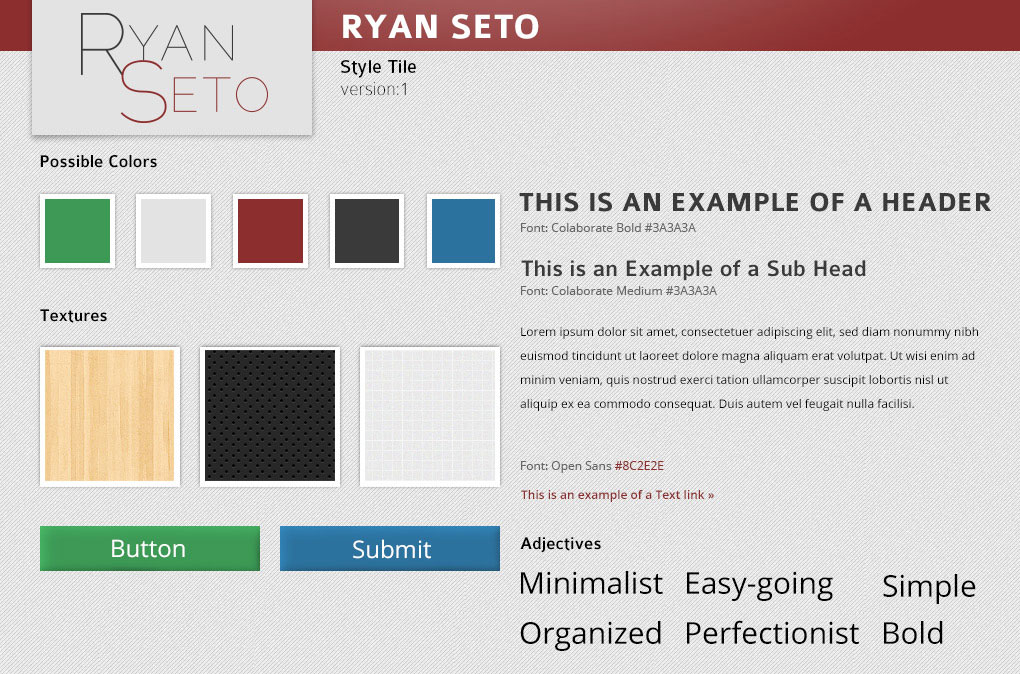 RYAN
SETO
RYAN SETO
Style Tile
version:1
Possible Colors
Textures
Button
Submit
THIS IS AN EXAMPLE OF A HEADER
Font: Colaborate Bold #3A3A3A
This is an Example of a Sub Head
Font: Colaborate Medium #3A3A3A
Lorem ipsum dolor sit amet, consectetuer adipiscing elit, sed diam nonummy nibh
euismod tincidunt ut laoreet dolore magna aliquam erat volutpat. Ut wisi enim ad
minim veniam, quis nostrud exerci tation ullamcorper suscipit lobortis nisl ut
aliquip ex ea commodo consequat. Duis autem vel feugait nulla facilisi.
Font: Open Sans #8C2E2E
This is an example of a Text link »
Adjectives
Minimalist Easy-going Simple
Organized Perfectionist Bold